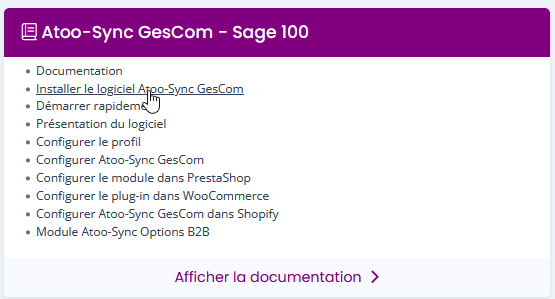 Atoo-Sync GesCom - Sage 100
Documentation
Installer le logiciel Atoo-Sync GesCom
Démarrer rapideme
Présentation du logiciel
Configurer le profil
Configurer Atoo-Sync GesCom
Configurer le module dans PrestaShop
Configurer le plug-in dans WooCommerce
Configurer Atoo-Sync GesCom dans Shopify
Module Atoo-Sync Options B2B
Afficher la documentation